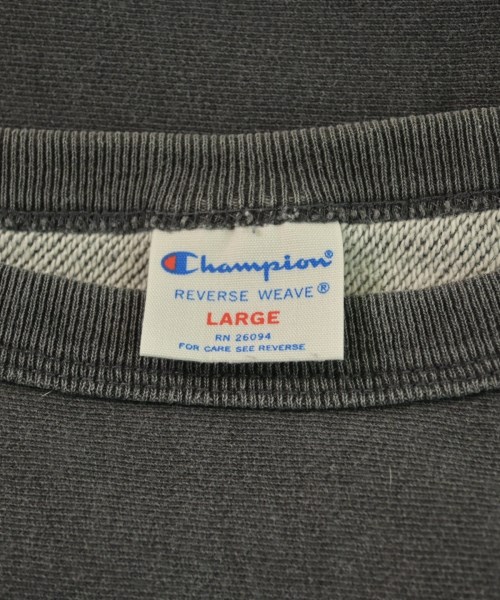 Champion®
REVERSE WEAVE®
LARGE
RN 26094
FOR CARE SEE REVERSE